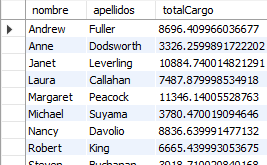 nombre apellidos totalCargo
Andrew Fuller 8696.409966036677
Anne Dodsworth 3326.2599891722202
Janet Leverling 10884.740014821291
Laura Callahan 7487.879998534918
Margaret Peacock 11346.14005528763
Michael Suyama 3780.470019094646
Nancy Davolio 8836.639991477132
Robert King 6665.439993053675
Steven Buchanan